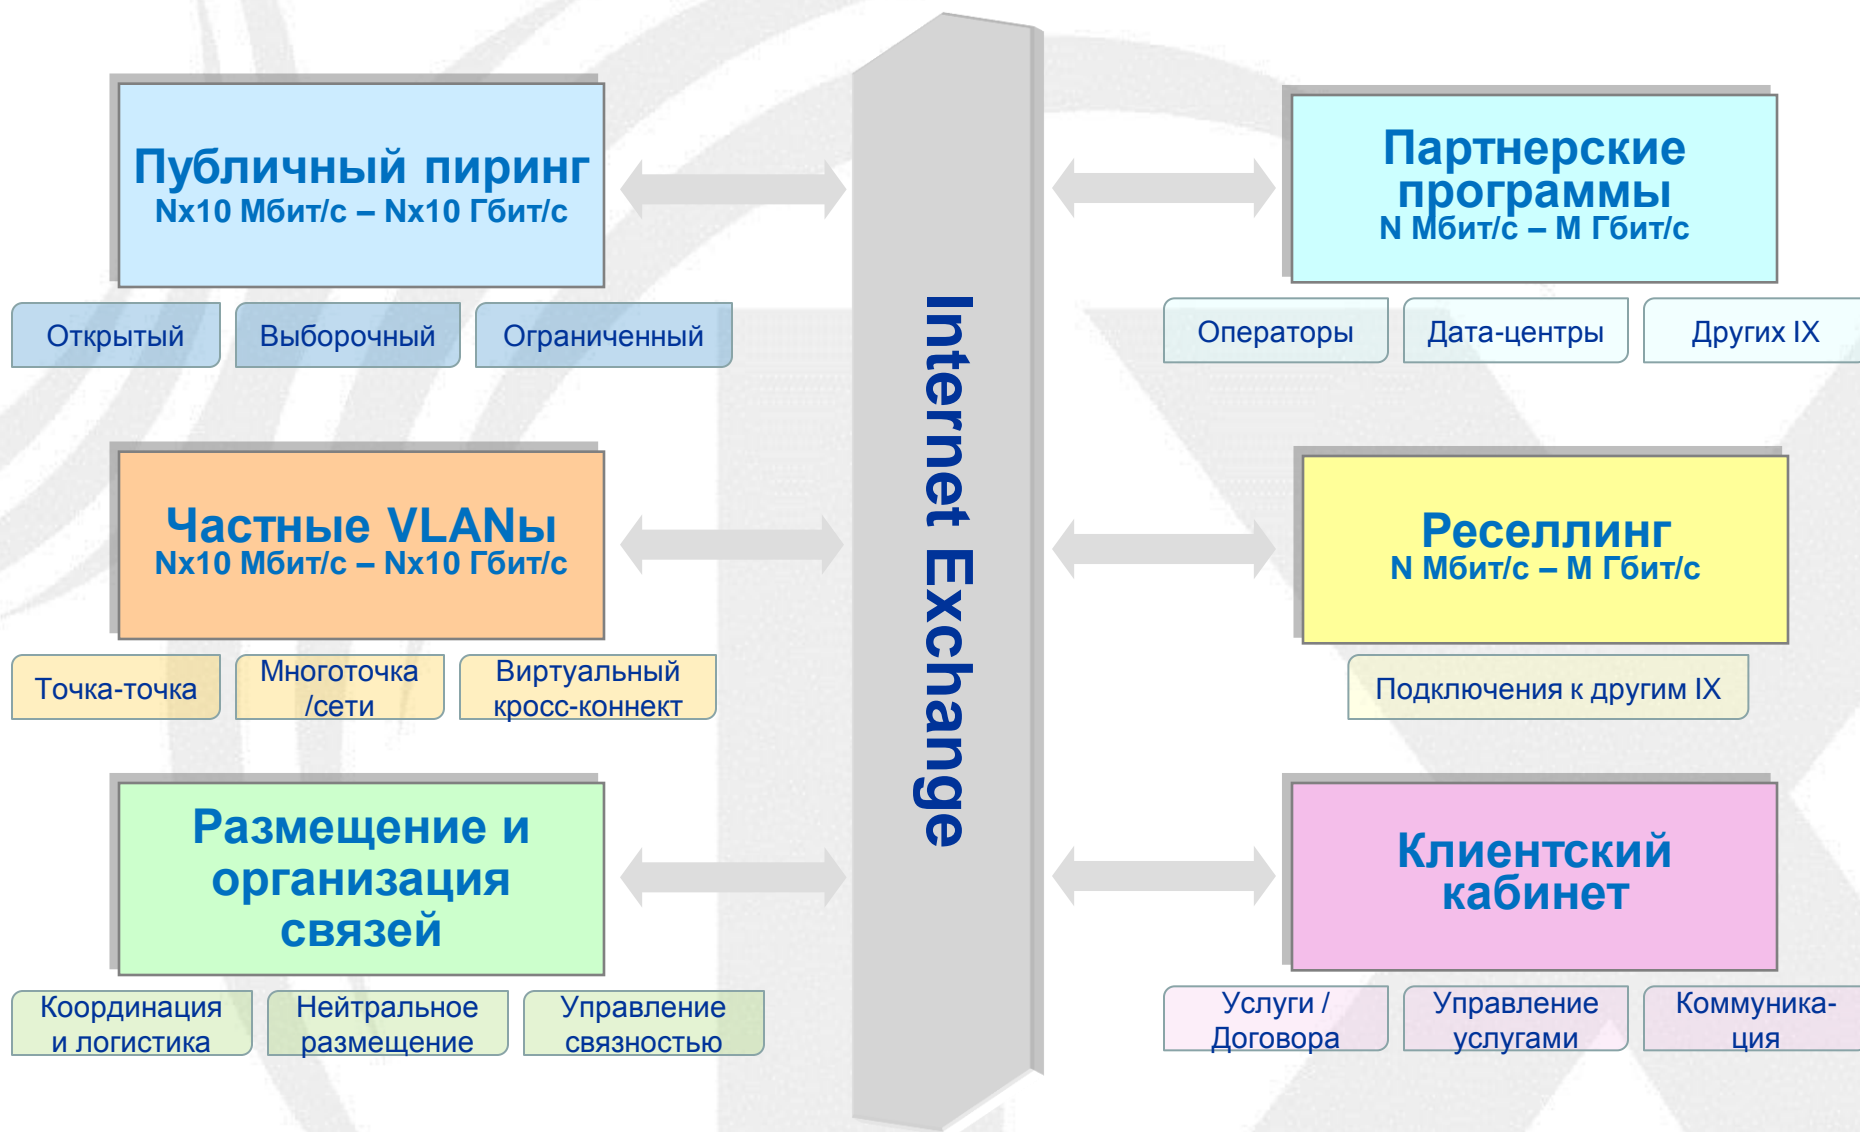 Публичный пиринг
Nx10 Мбит/с – Nx10 Гбит/с
Открытый
Выборочный
Ограниченный
Частные VLANы
Nx10 Мбит/с – Nx10 Гбит/с
Точка-точка
Многоточка
/сети
Виртуальный
кросс-коннект
Размещение и
организация
связей
Координация
и логистика
Нейтральное
размещение
Управление
связностью
Internet Exchange
Партнерские
программы
N Мбит/с – M Гбит/с
Операторы
Дата-центры
Других IX
Реселлинг
N Мбит/с – M Гбит/с
Подключения к другим IX
Клиентский
кабинет
Услуги /
Договора
Управление
услугами
Коммуника-
ция